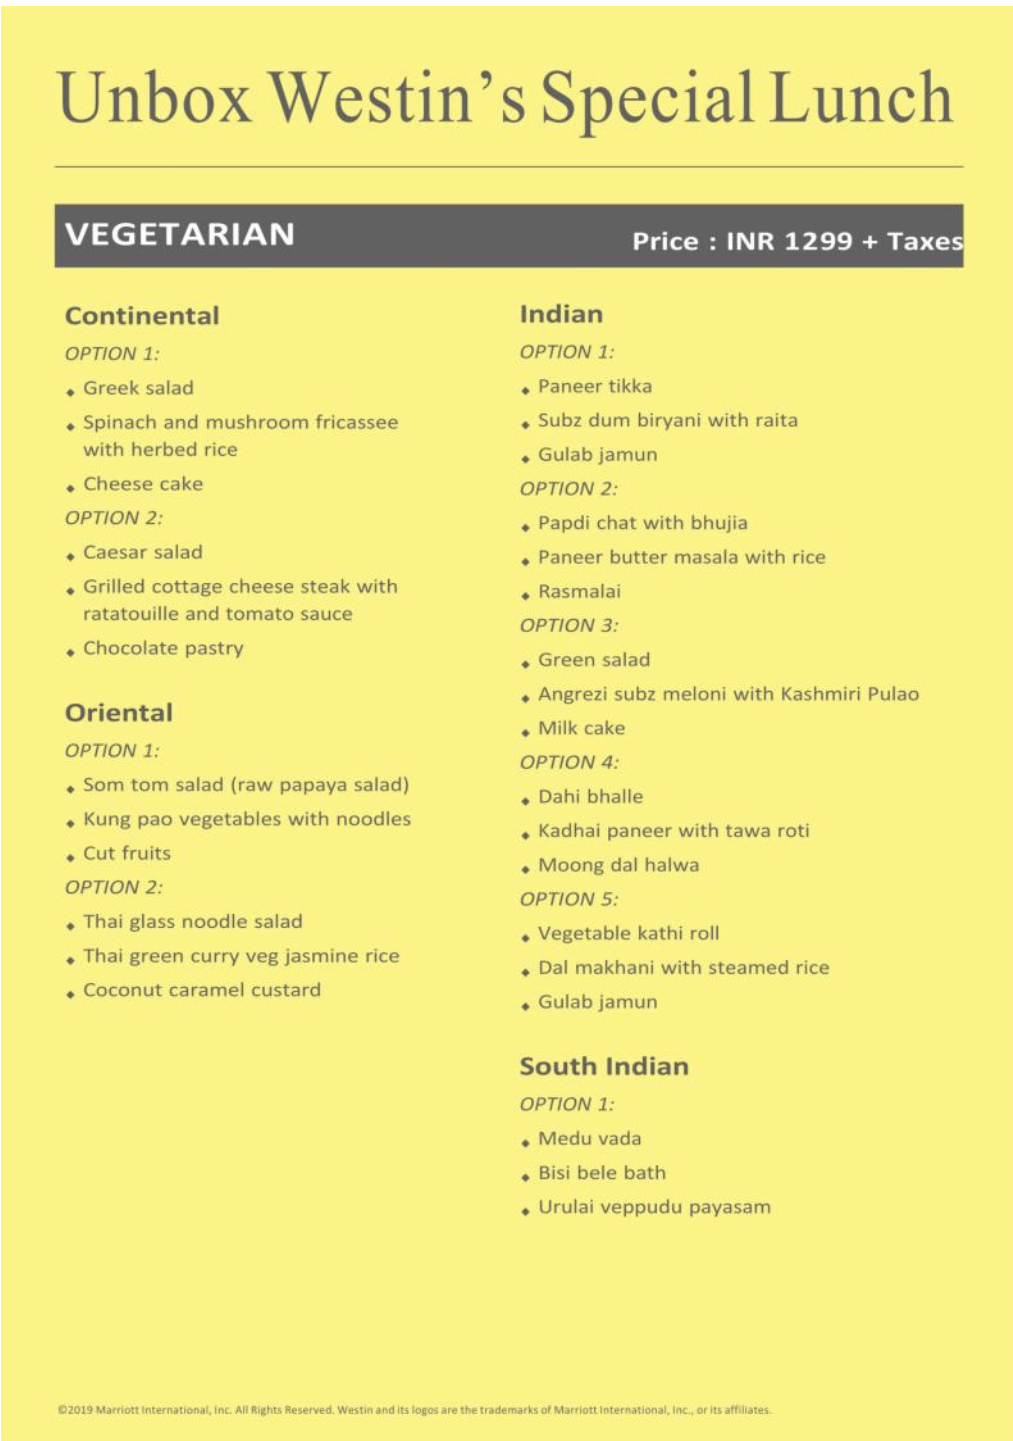 Unbox Westin's Special Lunch
VEGETARIAN
Price : INR 1299 + Taxes
Continental
OPTION 1:
◆ Greek salad
◆ Spinach and mushroom fricassee
with herbed rice
◆ Cheese cake
OPTION 2:
◆ Caesar salad
◆ Grilled cottage cheese steak with
ratatouille and tomato sauce
◆ Chocolate pastry
Oriental
OPTION 1:
◆ Som tom salad (raw papaya salad)
◆ Kung pao vegetables with noodles
◆ Cut fruits
OPTION 2:
◆ Thai glass noodle salad
◆ Thai green curry veg jasmine rice
◆ Coconut caramel custard
Indian
OPTION 1:
◆ Paneer tikka
◆ Subz dum biryani with raita
◆ Gulab jamun
OPTION 2:
◆ Papdi chat with bhujia
◆ Paneer butter masala with rice
◆ Rasmalai
OPTION 3:
◆ Green salad
◆ Angrezi subz meloni with Kashmiri Pulao
◆ Milk cake
OPTION 4:
◆ Dahi bhalle
◆ Kadhai paneer with tawa roti
◆ Moong dal halwa
OPTION 5:
◆ Vegetable kathi roll
◆ Dal makhani with steamed rice
◆ Gulab jamun
South Indian
OPTION 1:
◆ Medu vada
◆ Bisi bele bath
◆ Urulai veppudu payasam
©2019 Marriott International, Inc. All Rights Reserved. Westin and its logos are the trademarks of Marriott International, Inc., or its affiliates.